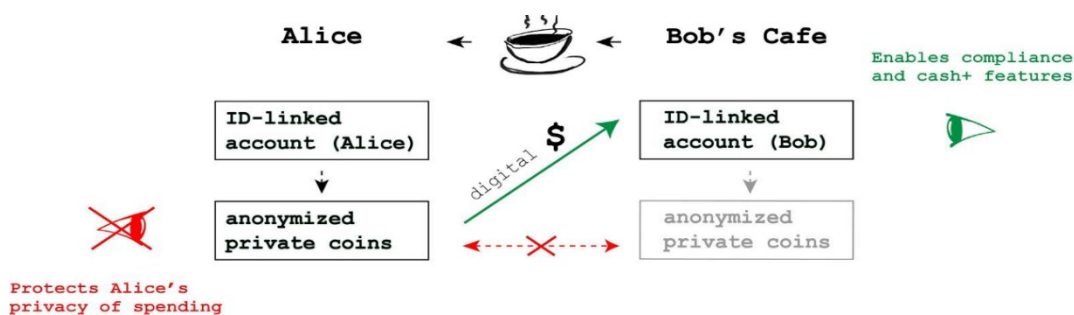 Alice
Bob's Cafe
Enables compliance
and cash+ features
ID-linked
account (Alice)
$
digital
ID-linked
account (Bob)
anonymized
private coins
anonymized
private coins
Protects Alice's
privacy of spending